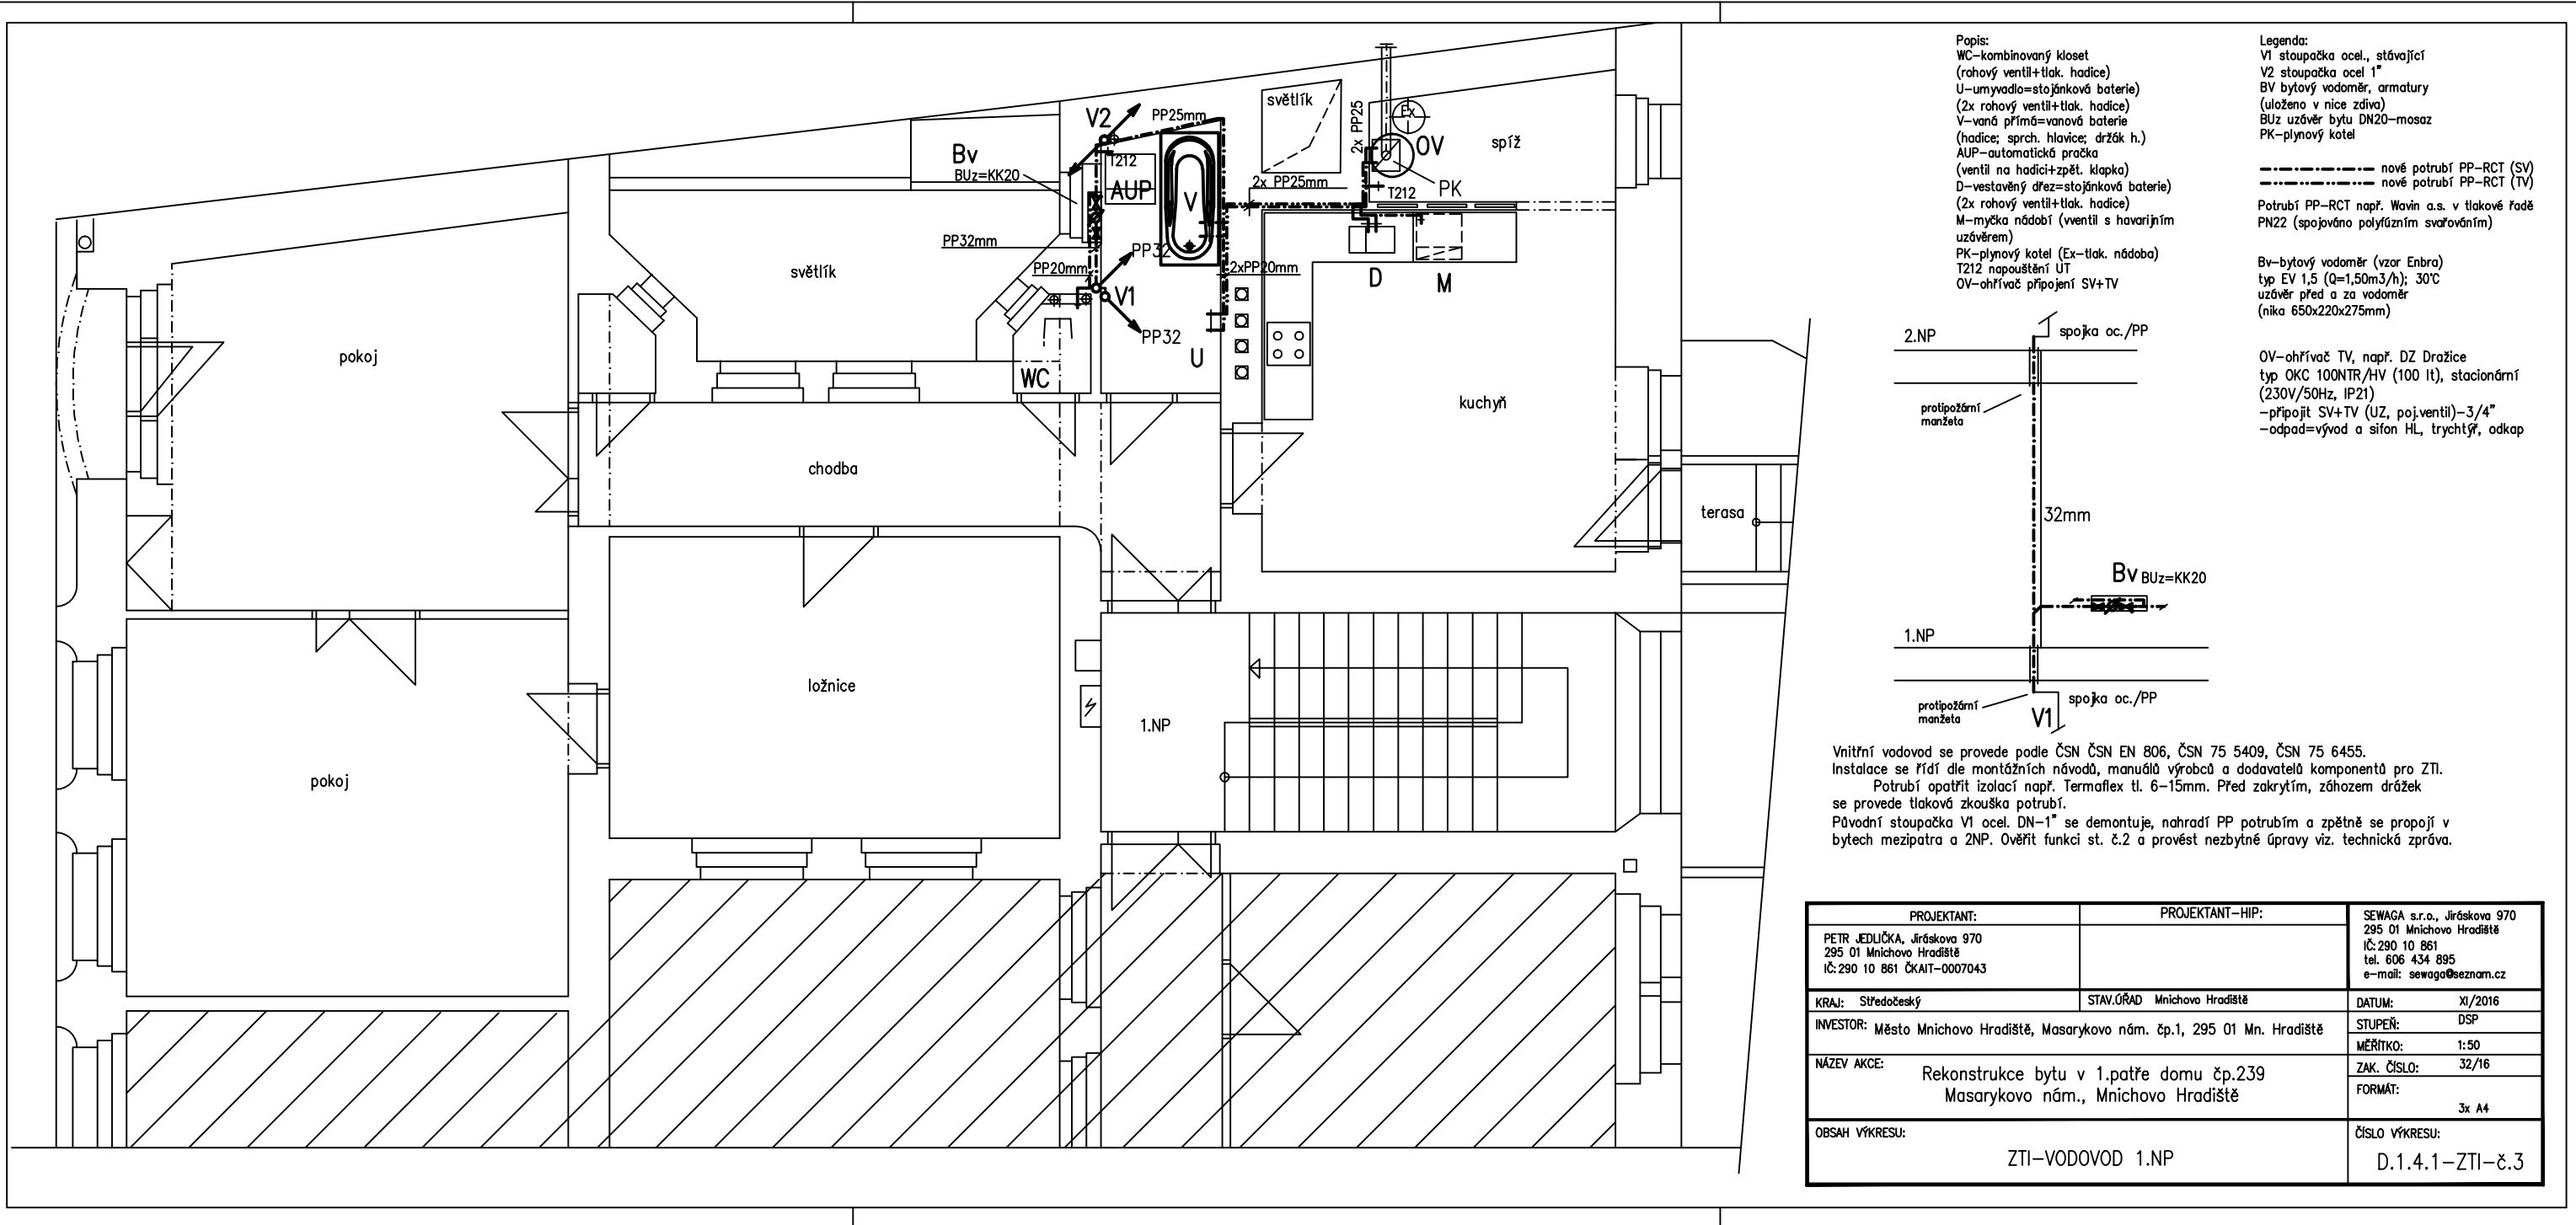 Popis:
WC-kombinovaný kloset
(rohový ventil+tlak. hadice)
U-umyvadlo=stojánková baterie)
(2x rohový ventil+tlak. hadice)
V-vaná přímá=vanová baterie
(hadice; sprch. hlavice; držák h.)
AUP-automatická pračka
(ventil na hadici+zpět. klapka)
D-vestavěný dřez=stojánková baterie)
(2x rohový ventil+tlak. hadice)
M-myčka nádobí (vventil s havarijním
uzávěrem)
PK-plynový kotel (Ex-tlak. nádoba)
T212 napouštění UT
OV-ohřívač připojení SV+TV
Legenda:
V1 stoupačka ocel., stávající
V2 stoupačka ocel 1"
BV bytový vodoměr, armatury
(uloženo v nice zdiva)
BUz uzávěr bytu DN20-mosaz
PK-plynový kotel
nové potrubí PP-RCT (SV)
nové potrubí PP-RCT (TV)
Potrubí PP-RCT např. Wavin a.s. v tlakové řadě
PN22 (spojováno polyfúzním svařováním)
Bv-bytový vodoměr (vzor Enbra)
typ EV 1,5 (Q=1,50m3/h); 30°C
uzávěr před a za vodoměr
(nika 650x220x275mm)
OV-ohřívač TV, např. DZ Dražice
typ OKC 100NTR/HV (100 lt), stacionární
(230V/50Hz, IP21)
-připojit SV+TV (UZ, poj.ventil)-3/4"
-odpad=vývod a sifon HL, trychtýř, odkap
V2
PP25mm
světlík
2x PP25
Ex
OV
spíž
Bv
BUz=KK20
T212
AUP
V
2x PP25mm
T212
PK
PP32mm
PP32
PP20mm
2xPP20mm
světlík
V1
PP32
D
M
U
WC
pokoj
kuchyň
chodba
terasa
ložnice
1.NP
pokoj
2.NP
spojka oc./PP
protipožární
manžeta
32mm
Bv BUz=KK20
1.NP
protipožární
manžeta
V1
spojka oc./PP
Vnitřní vodovod se provede podle ČSN ČSN EN 806, ČSN 75 5409, ČSN 75 6455.
Instalace se řídí dle montážních návodů, manuálů výrobců a dodavatelů komponentů pro ZTI.
Potrubí opatřit izolací např. Termaflex tl. 6-15mm. Před zakrytím, záhozem drážek
se provede tlaková zkouška potrubí.
Původní stoupačka V1 ocel. DN-1" se demontuje, nahradí PP potrubím a zpětně se propojí v
bytech mezipatra a 2NP. Ověřit funkci st. č.2 a provést nezbytné úpravy viz. technická zpráva.
PROJEKTANT:
PETR JEDLIČKA, Jiráskova 970
295 01 Mnichovo Hradiště
IČ:290 10 861 ČKAIT-0007043
PROJEKTANT-HIP:
SEWAGA s.r.o., Jiráskova 970
295 01 Mnichovo Hradiště
IČ:290 10 861
tel. 606 434 895
e-mail: sewaga@seznam.cz
KRAJ: Středočeský
STAV.ÚŘAD Mnichovo Hradiště
DATUM: XI/2016
INVESTOR: Město Mnichovo Hradiště, Masarykovo nám. čp.1, 295 01 Mn. Hradiště
STUPEŇ: DSP
MĚŘÍTKO: 1:50
NÁZEV AKCE:
Rekonstrukce bytu v 1.patře domu čp.239
Masarykovo nám., Mnichovo Hradiště
ZAK. ČÍSLO: 32/16
FORMÁT:
3x A4
OBSAH VÝKRESU:
ZTI-VODOVOD 1.NP
ČÍSLO VÝKRESU:
D.1.4.1-ZTI-č.3